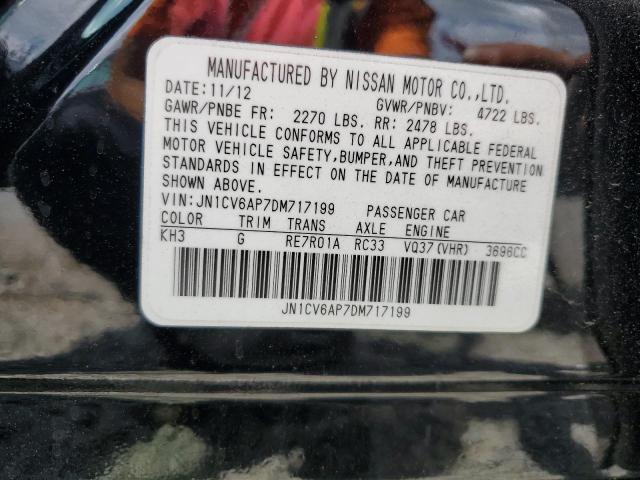 MANUFACTURED BY NISSAN MOTOR CO.,LTD.
DATE:11/12 GVWR/PNBV: 4722 LBS.
GAWR/PNBE FR: 2270 LBS. RR: 2478 LBS.
THIS VEHICLE CONFORMS TO ALL APPLICABLE FEDERAL
MOTOR VEHICLE SAFETY,BUMPER,AND THEFT PREVENTION
STANDARDS IN EFFECT ON THE DATE OF MANUFACTURE
SHOWN ABOVE.
VIN:JN1CV6AP7DM717199 PASSENGER CAR
COLOR TRIM TRANS AXLE ENGINE
KH3 G RE7R01A RC33 VQ37(VHR) 3696CC
JN1CV6AP7DM717199